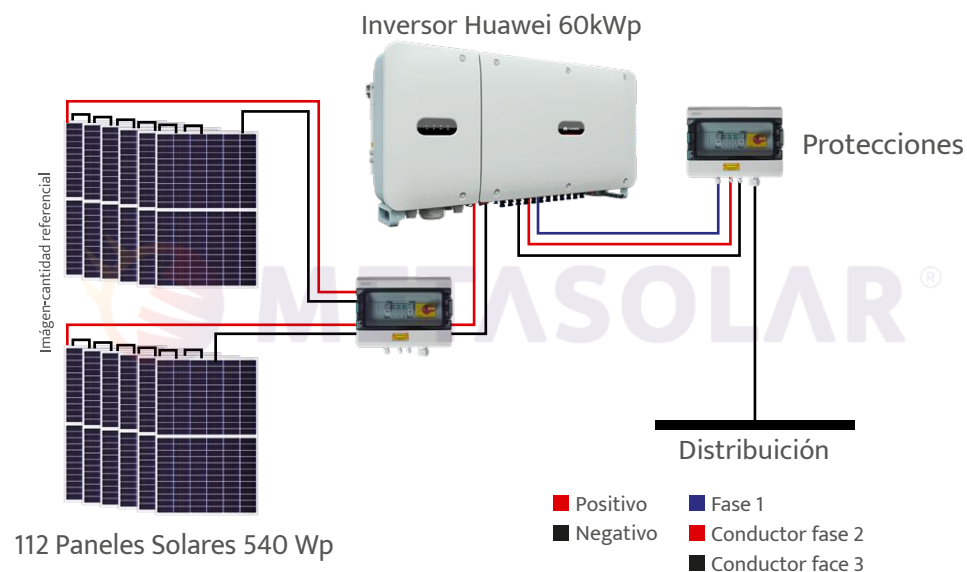 Inversor Huawei 60kWp
Protecciones
Imágen-cantidad referencial
METASOLAR®
Distribuición
Positivo
Negativo
Fase 1
Conductor fase 2
Conductor face 3
112 Paneles Solares 540 Wp